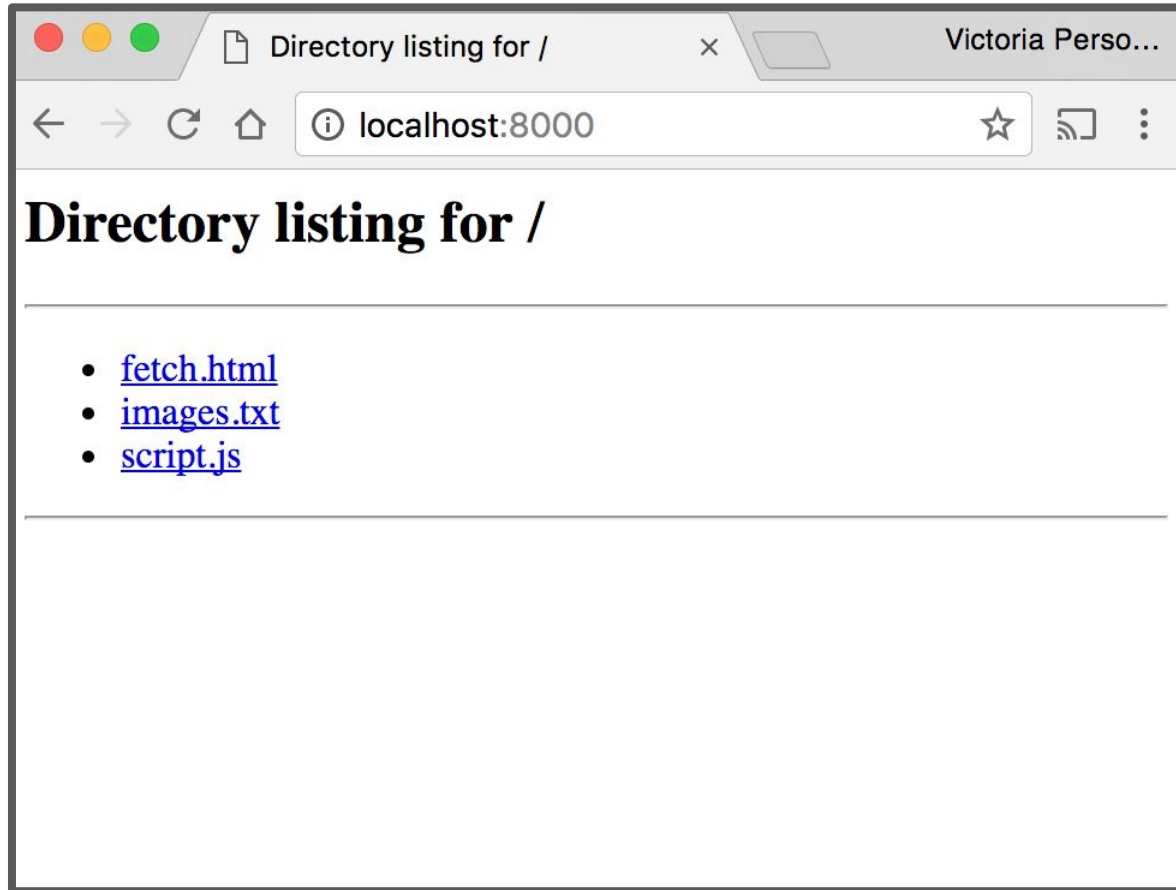 Directory listing for /
Victoria Perso...
localhost:8000
Directory listing for /
fetch.html
images.txt
script.js